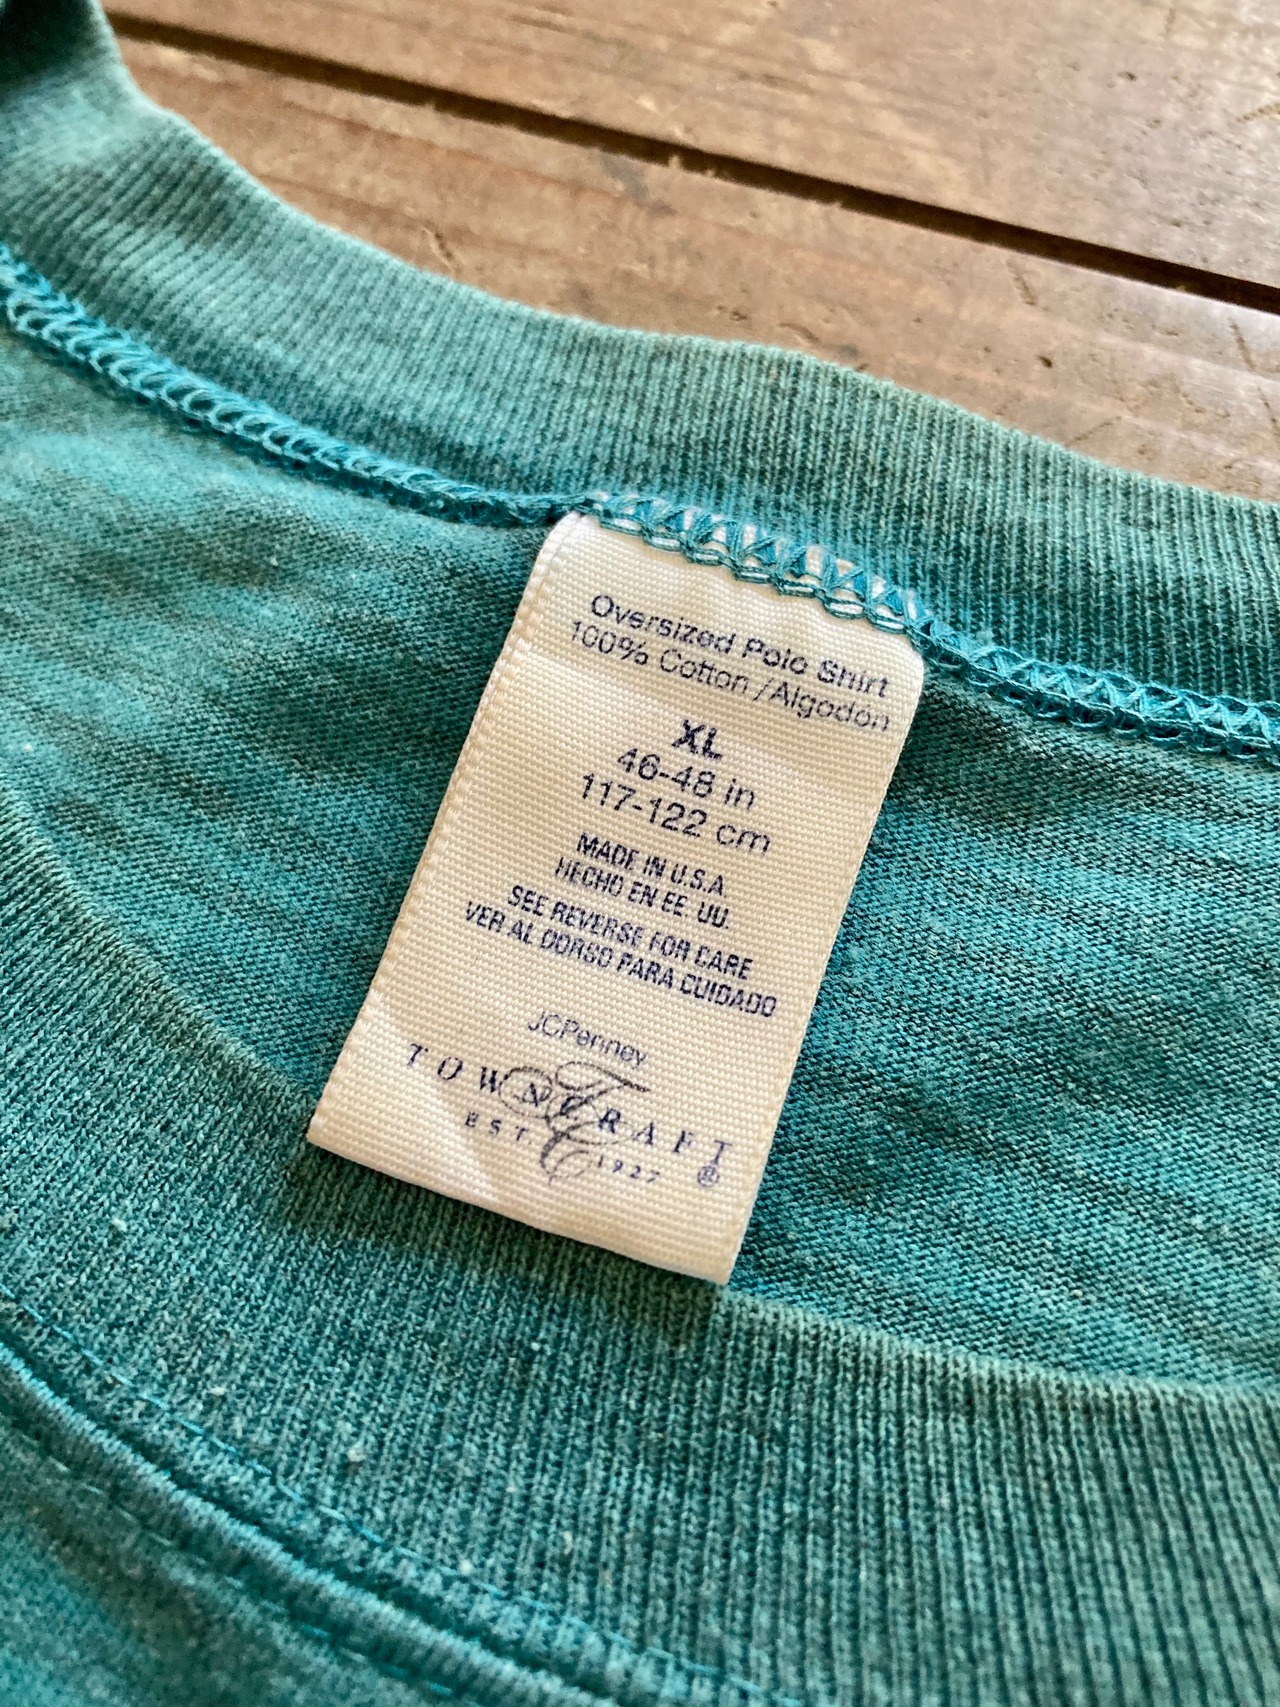 Oversized Polo Shirt
100% Cotton / Algodón
XL
46-48 in
117-122 cm
MADE IN U.S.A.
HECHO EN EE. UU.
SEE REVERSE FOR CARE
VER AL DORSO PARA CUIDADO
JCPenney
TOWNCRAFT
EST. 1927
®